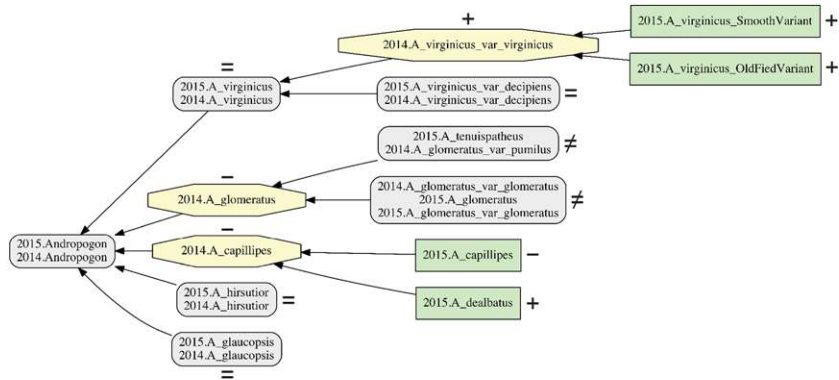 +
2015.A_virginicus_SmoothVariant +
2014.A_virginicus_var_virginicus
2015.A_virginicus_OldFiedVariant +
=
2015.A_virginicus
2014.A_virginicus
2015.A_virginicus_var_decipiens
2014.A_virginicus_var_decipiens =
2015.A_tenuispatheus
2014.A_glomeratus_var_pumilus ≠
−
2014.A_glomeratus
2014.A_glomeratus_var_glomeratus
2015.A_glomeratus
2015.A_glomeratus_var_glomeratus ≠
−
2015.Andropogon
2014.Andropogon
2014.A_capillipes
2015.A_capillipes −
2015.A_hirsutior
2014.A_hirsutior =
2015.A_dealbatus +
2015.A_glaucopsis
2014.A_glaucopsis
=